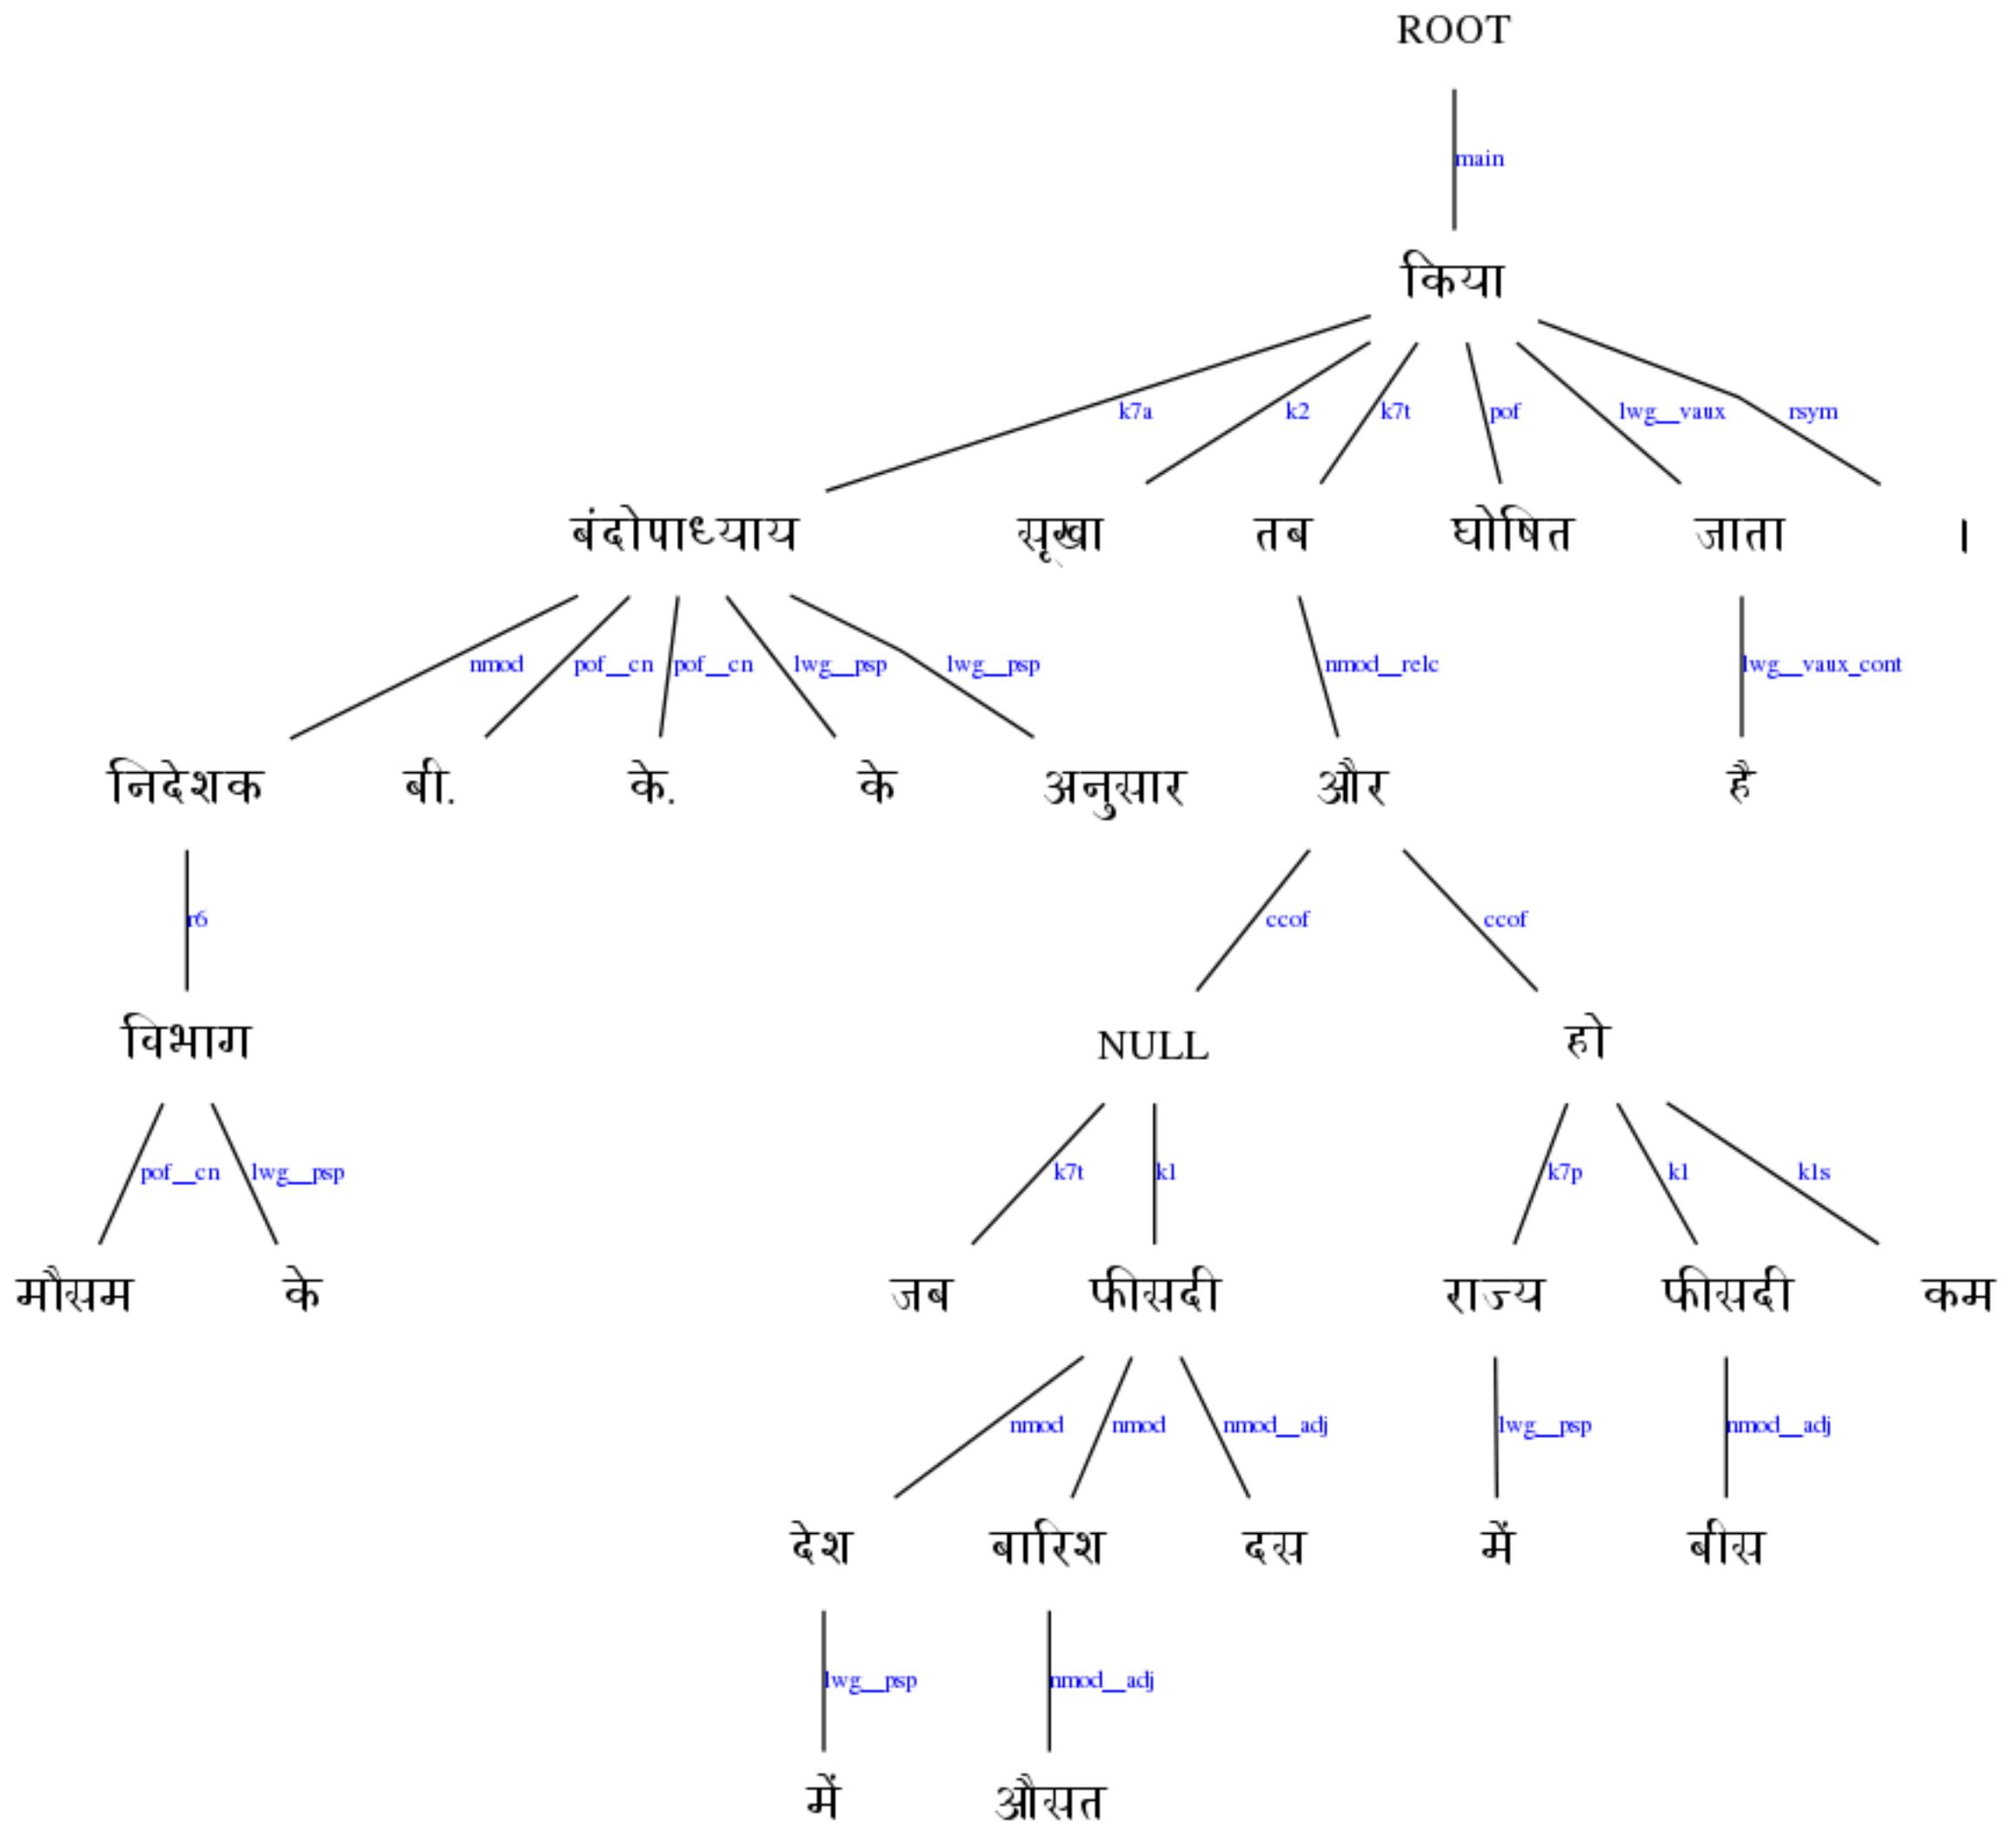 ROOT
main
किया
k7a k2 k7t pof lwg__vaux rsym
बंदोपाध्याय सूखा तब घोषित जाता ।
nmod pof__cn pof__cn lwg__psp lwg__psp nmod__relc lwg__vaux_cont
निदेशक बी. के. के अनुसार और है
r6 ccof ccof
विभाग NULL हो
pof__cn lwg__psp k7t k1 k7p k1 k1s
मौसम के जब फीसदी राज्य फीसदी कम
nmod nmod nmod__adj lwg__psp nmod__adj
देश बारिश दस में बीस
lwg__psp nmod__adj
में औसत